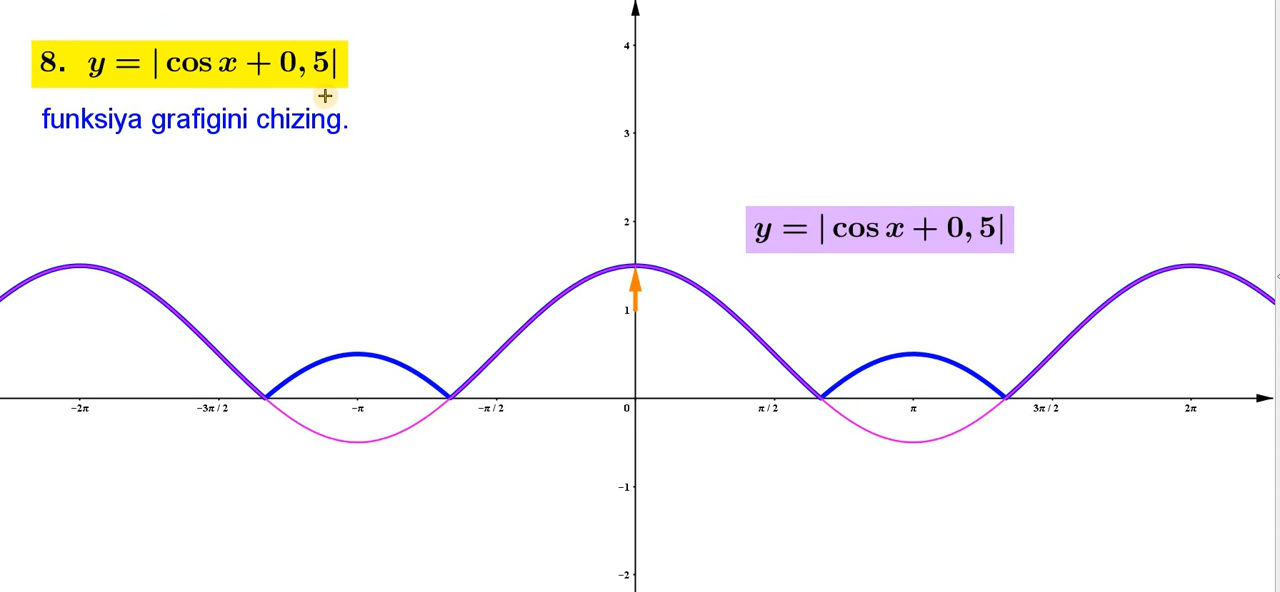 8. y = | cos x + 0, 5|
funksiya grafigini chizing.
4
3
2
y = | cos x + 0, 5|
1
−2π −3π / 2 −π −π / 2 0 π / 2 π 3π / 2 2π
−1
−2